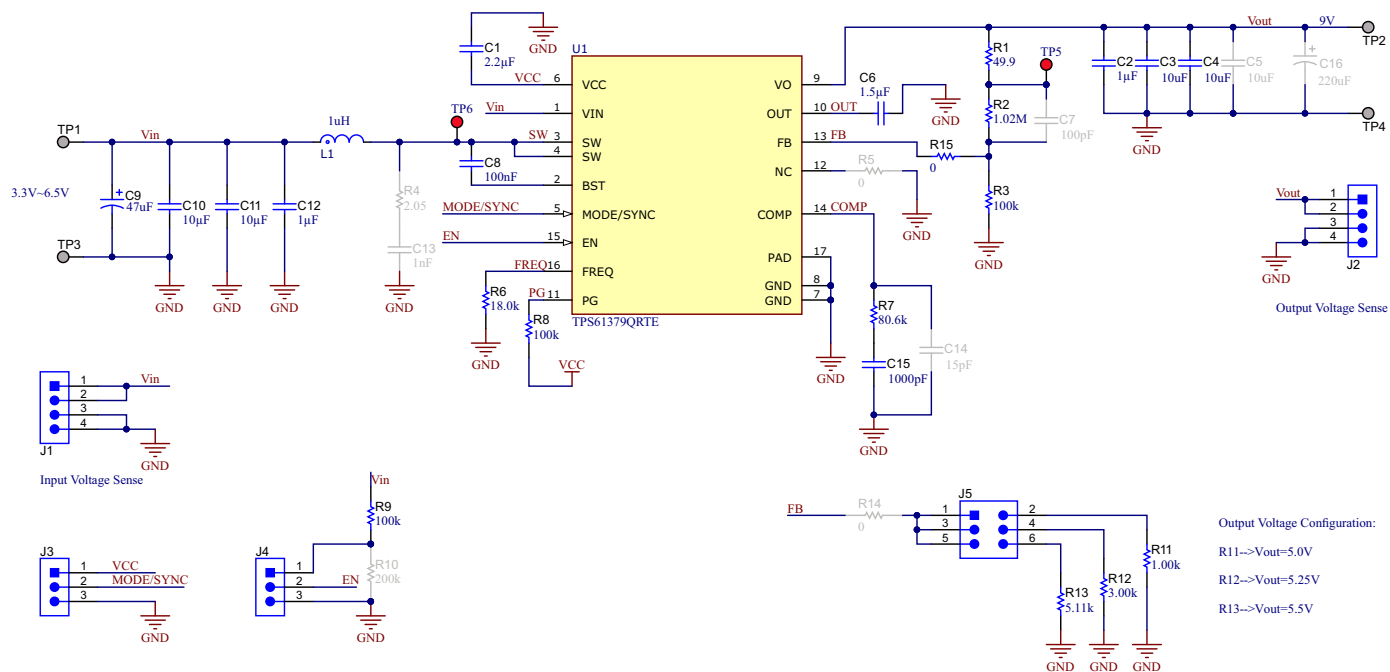 C1
2.2µF
GND
VCC
6
Vin
1
TP6
SW
3
4
C8
100nF
2
MODE/SYNC
5
EN
15
FREQ
16
R6
18.0k
GND
PG
11
R8
100k
VCC
U1
VCC
VIN
SW
SW
BST
MODE/SYNC
EN
FREQ
PG
VO
OUT
FB
NC
COMP
PAD
GND
GND
TPS61379QRTE
9
10
OUT
13
FB
12
14
COMP
17
8
7
GND
C6
1.5µF
GND
R15
0
R5
0
GND
R7
80.6k
C15
1000pF
C14
15pF
GND
R1
49.9
TP5
R2
1.02M
C7
100pF
R3
100k
GND
Vout
9V
TP2
C2
1µF
C3
10uF
C4
10uF
C5
10uF
C16
220uF
GND
TP4
TP1
Vin
1uH
L1
3.3V~6.5V
C9
+
47uF
C10
10µF
C11
10µF
C12
1µF
R4
2.05
C13
1nF
TP3
GND
GND
GND
GND
Vout
1
2
3
4
GND
J2
Output Voltage Sense
1
Vin
2
3
4
J1
GND
Input Voltage Sense
J3
1
VCC
2
MODE/SYNC
3
GND
Vin
R9
100k
J4
1
2
EN
3
R10
200k
GND
FB
R14
0
J5
1
2
3
4
5
6
R11
1.00k
R12
3.00k
R13
5.11k
GND
GND
GND
Output Voltage Configuration:
R11-->Vout=5.0V
R12-->Vout=5.25V
R13-->Vout=5.5V
+